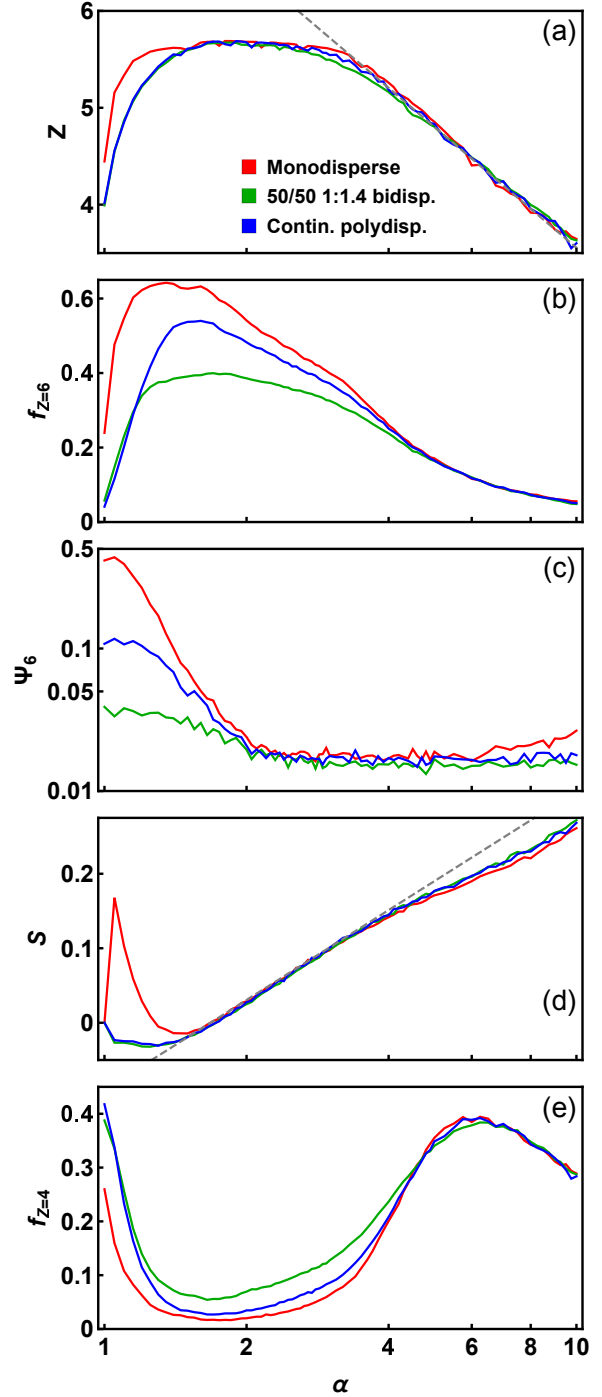 6
(a)
5
Z
Monodisperse
50/50 1:1.4 bidisp.
Contin. polydisp.
4
0.6
(b)
0.4
f_{Z=6}
0.2
0
0.5
(c)
0.1
Ψ_6
0.05
0.01
0.2
S
0.1
(d)
0
0.4
(e)
0.3
f_{Z=4}
0.2
0.1
0
1 2 4 6 8 10
α